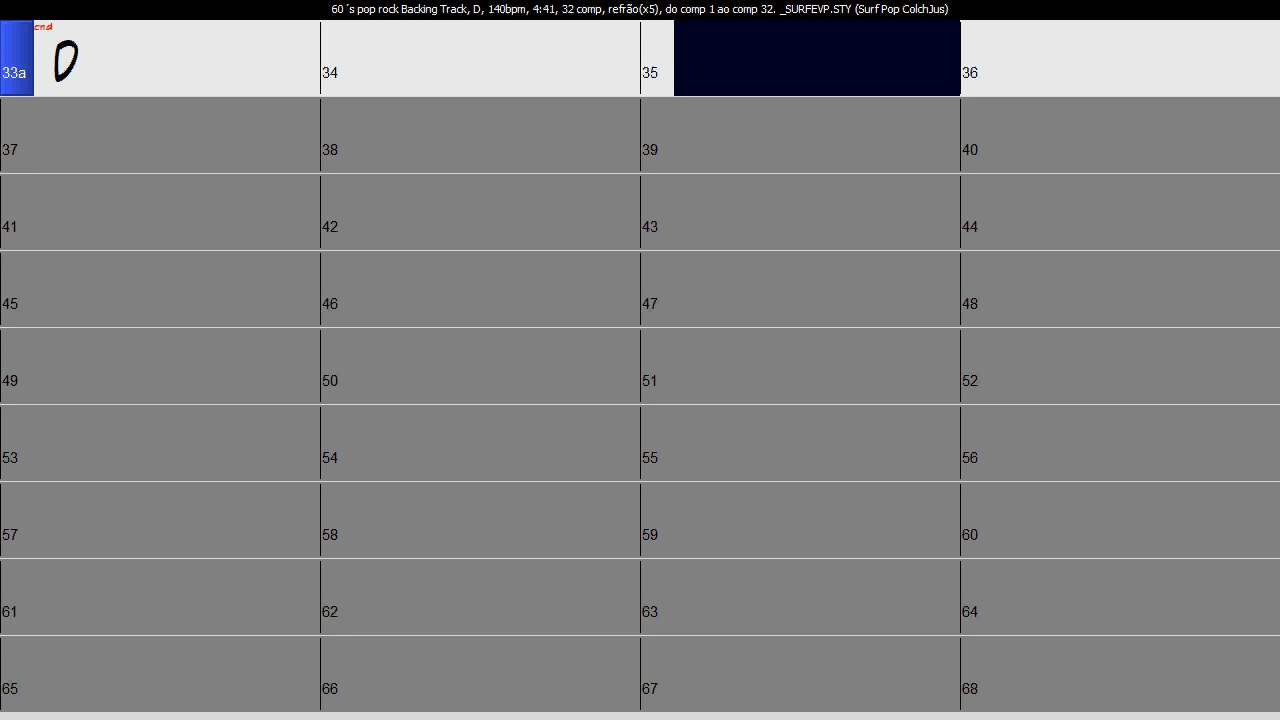 60´s pop rock Backing Track, D, 140bpm, 4:41, 32 comp, refrão(x5), do comp 1 ao comp 32. _SURFEVP.STY (Surf Pop ColchJus)
end
33a D 34 35 36
37 38 39 40
41 42 43 44
45 46 47 48
49 50 51 52
53 54 55 56
57 58 59 60
61 62 63 64
65 66 67 68